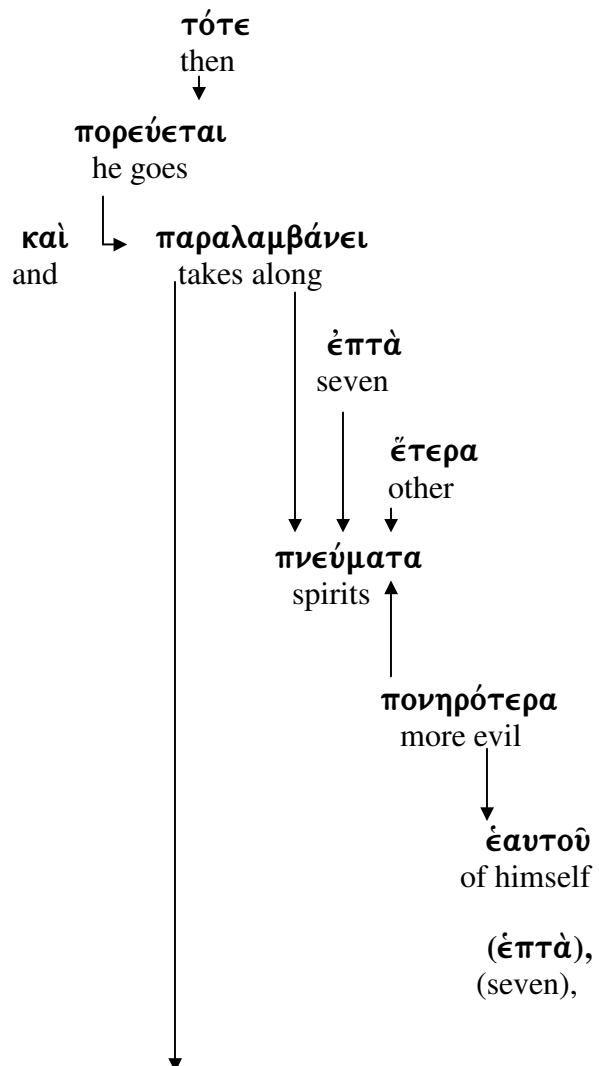 τότε
then
πορεύεται
he goes
καὶ παραλαμβάνει
and takes along
ἐπτὰ
seven
ἕτερα
other
πνεύματα
spirits
πονηρότερα
more evil
ἑαυτοῦ
of himself
(ἑπτὰ),
(seven),